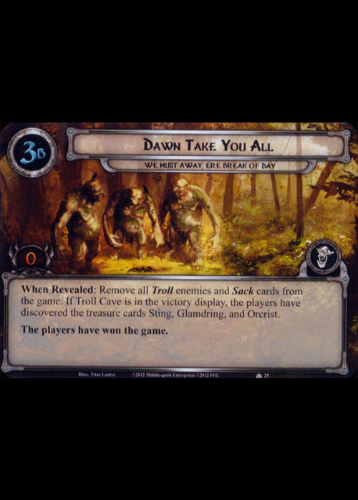 3B
DAWN TAKE YOU ALL
WE MUST AWAY, ERE BREAK OF DAY
0
When Revealed: Remove all Troll enemies and Sack cards from
the game. If Troll Cave is in the victory display, the players have
discovered the treasure cards Sting, Glamdring, and Orcrist.
The players have won the game.
Illus. Titus Lunter ©2012 Middle-earth Enterprises ©2012 FFG 25